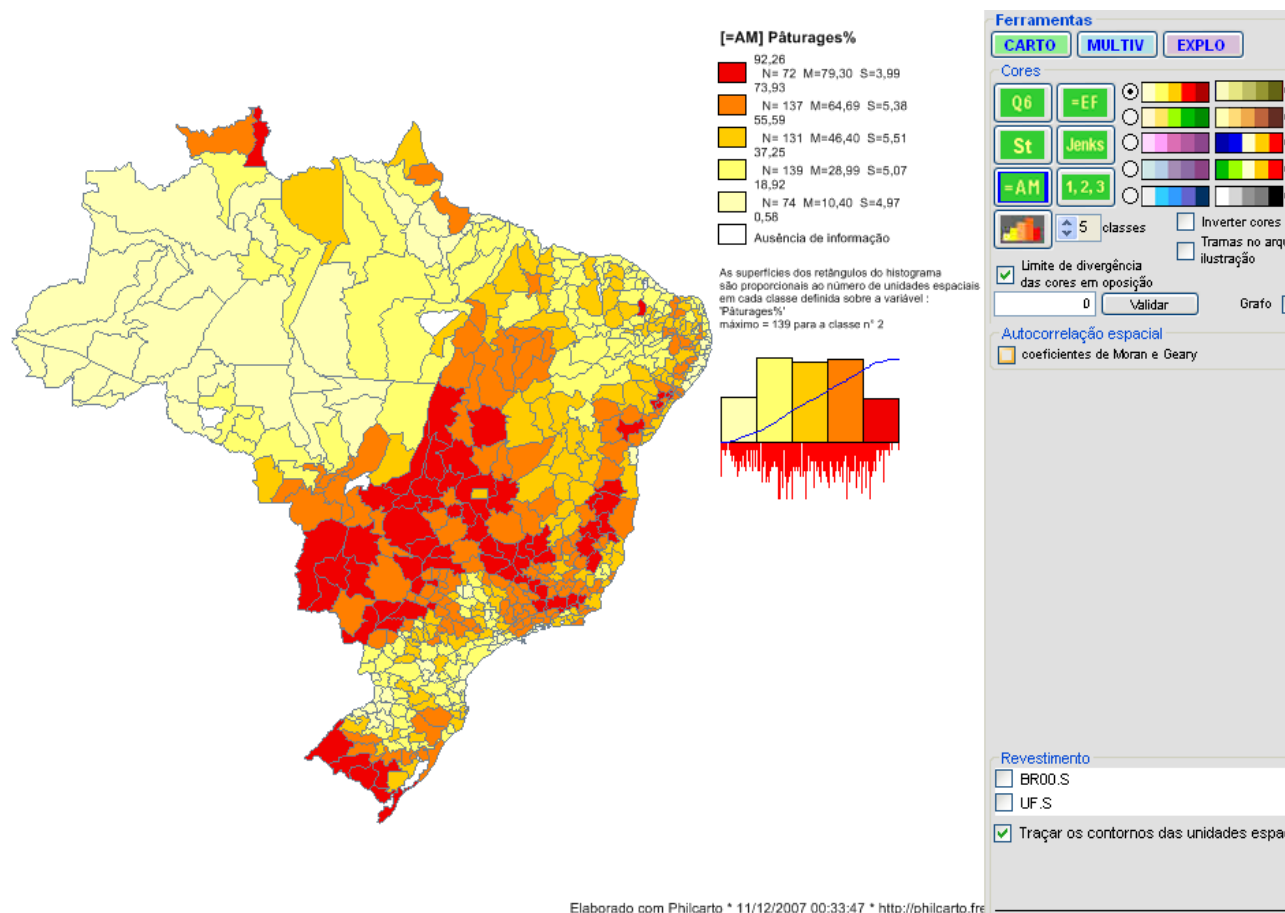 [=AM] Pâturages%
92,26
N= 72 M=79,30 S=3,99
73,93
N= 137 M=64,69 S=5,38
55,59
N= 131 M=46,40 S=5,51
37,25
N= 139 M=28,99 S=5,07
18,92
N= 74 M=10,40 S=4,97
0,58
Ausência de informação
As superfícies dos retângulos do histograma
são proporcionais ao número de unidades espaciais
em cada classe definida sobre a variável :
'Pâturages%'
máximo = 139 para a classe n° 2
Elaborado com Philcarto * 11/12/2007 00:33:47 * http://philcarto.fre
Ferramentas
CARTO MULTIV EXPLO
Cores
Q6 =EF
St Jenks
=AM 1,2,3
5 classes
Inverter cores
Tramas no arqu
ilustração
Limite de divergência
das cores em oposição
0 Validar Grafo
Autocorrelação espacial
coeficientes de Moran e Geary
Revestimento
BR00.S
UF.S
Traçar os contornos das unidades espa